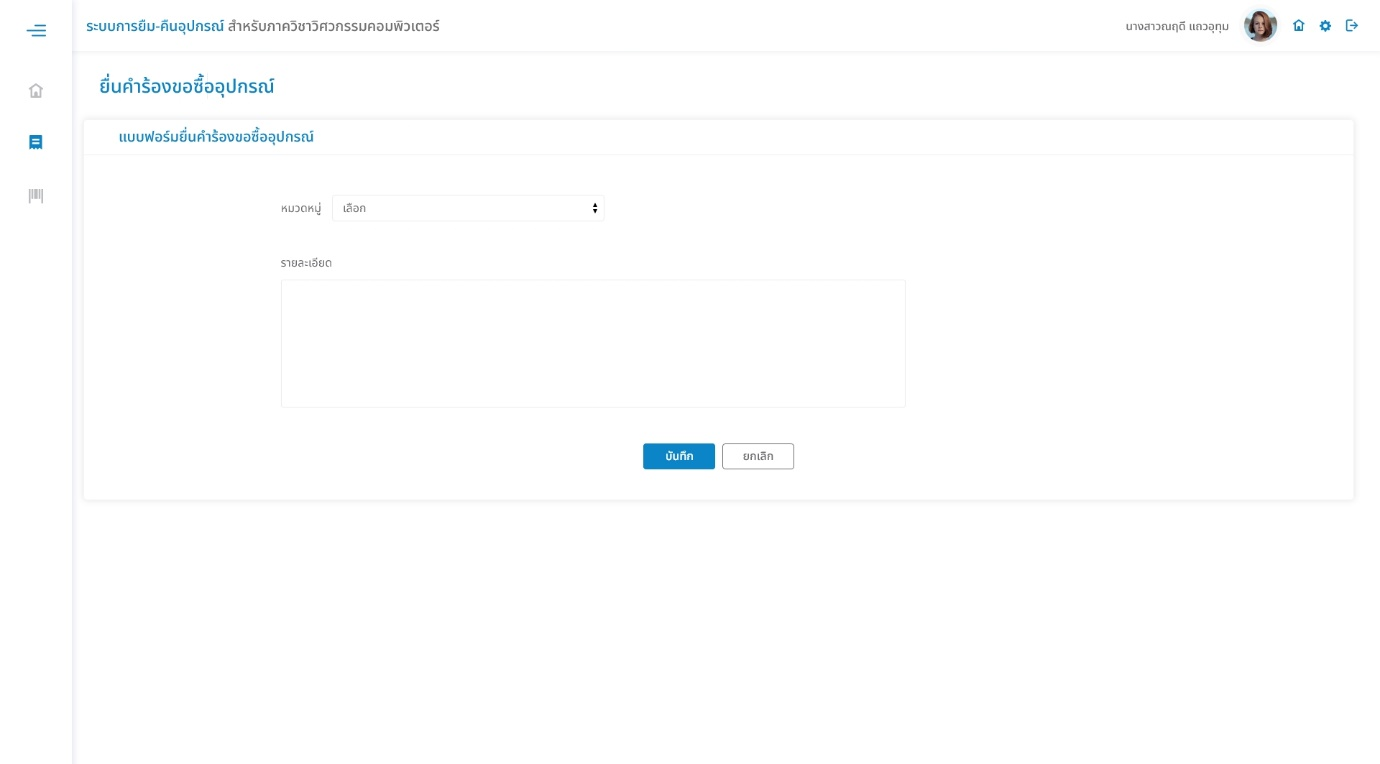 ระบบการยืม-คืนอุปกรณ์ สำหรับภาควิชาวิศวกรรมคอมพิวเตอร์
นางสาวณฤดี แถวอุทุม
ยื่นคำร้องขอซื้ออุปกรณ์
แบบฟอร์มยื่นคำร้องขอซื้ออุปกรณ์
หมวดหมู่ เลือก
รายละเอียด
บันทึก ยกเลิก